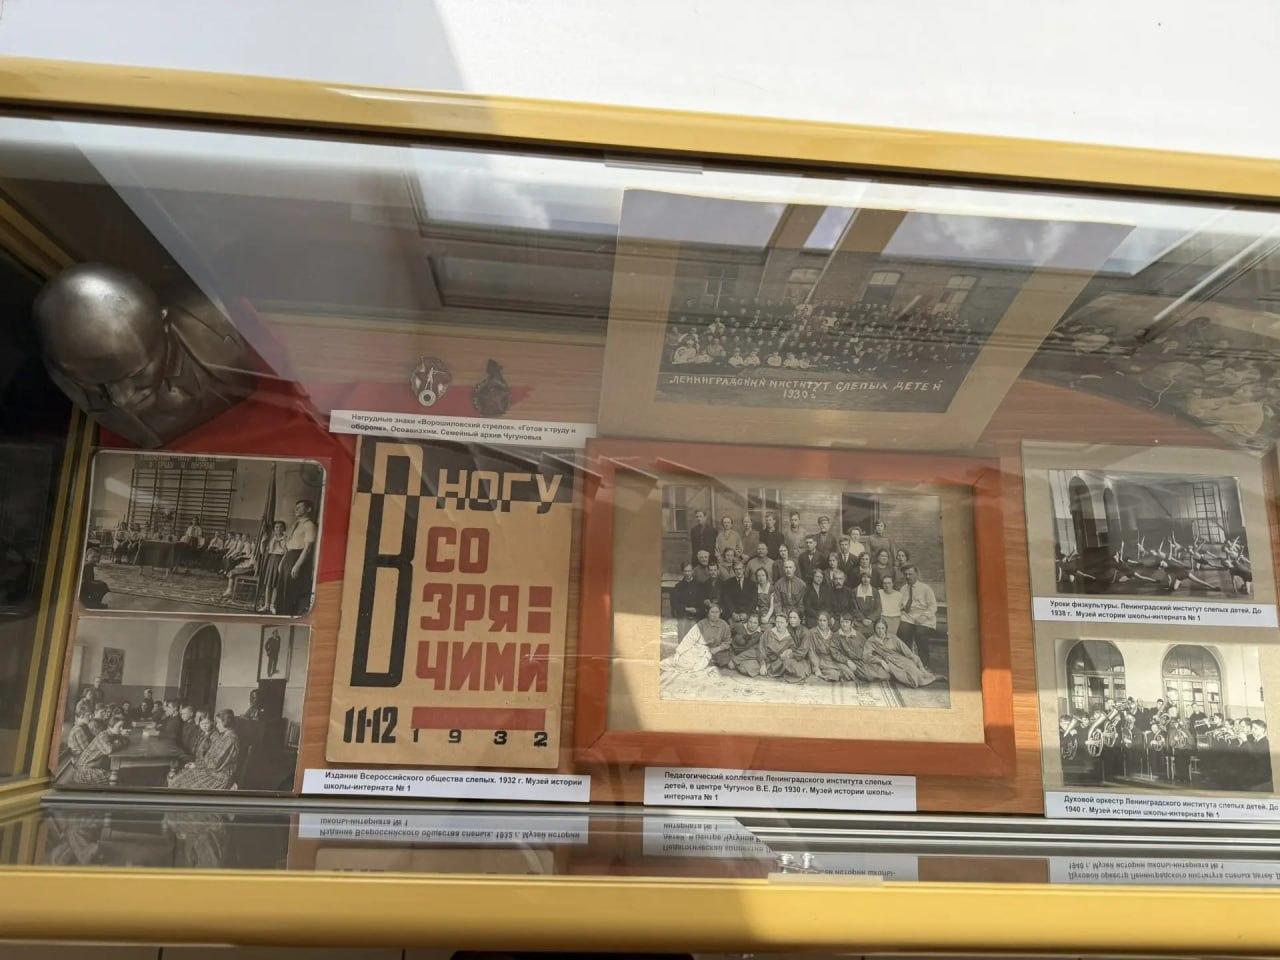 ЛЕНИНГРАДСКИЙ ИНСТИТУТ СЛЕПЫХ ДЕТЕЙ
1930 г.
Нагрудные знаки «Ворошиловский стрелок», «Готов к труду и
обороне», Осоавиахим. Семейный архив Чугуновых
В НОГУ
СО
ЗРЯ=
ЧИМИ
11-12 1932
Издание Всероссийского общества слепых. 1932 г. Музей истории
школы-интерната № 1
Педагогический коллектив Ленинградского института слепых
детей, в центре Чугунов В.Е. До 1930 г. Музей истории школы-
интерната № 1
Уроки физкультуры. Ленинградский институт слепых детей. До
1938 г. Музей истории школы-интерната № 1
Духовой оркестр Ленинградского института слепых детей. До
1940 г. Музей истории школы-интерната № 1